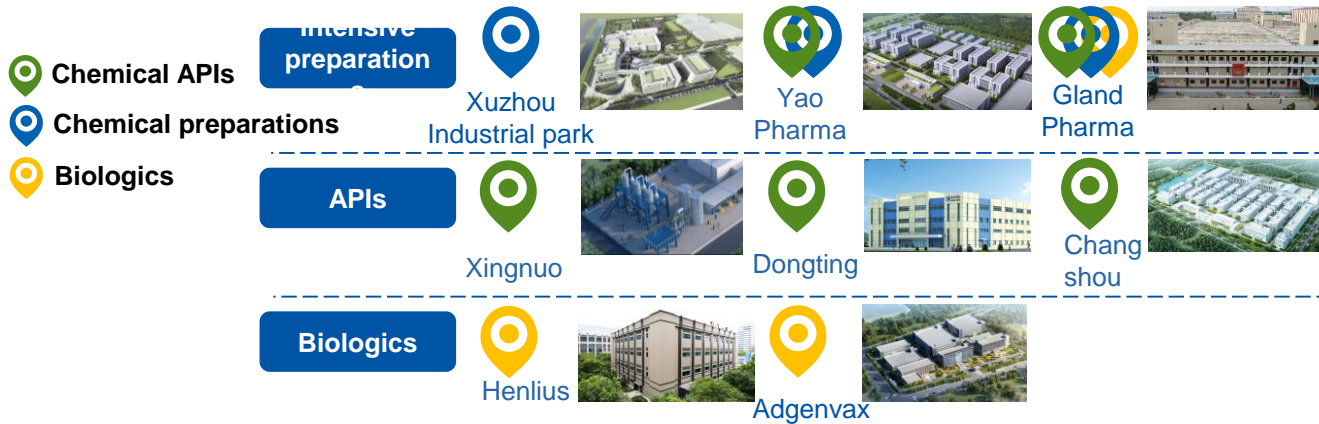 Chemical APIs
Chemical preparations
Biologics
Intensive
preparation
s
Xuzhou
Industrial park
Yao
Pharma
Gland
Pharma
APIs
Xingnuo
Dongting
Chang
shou
Biologics
Henlius
Adgenvax